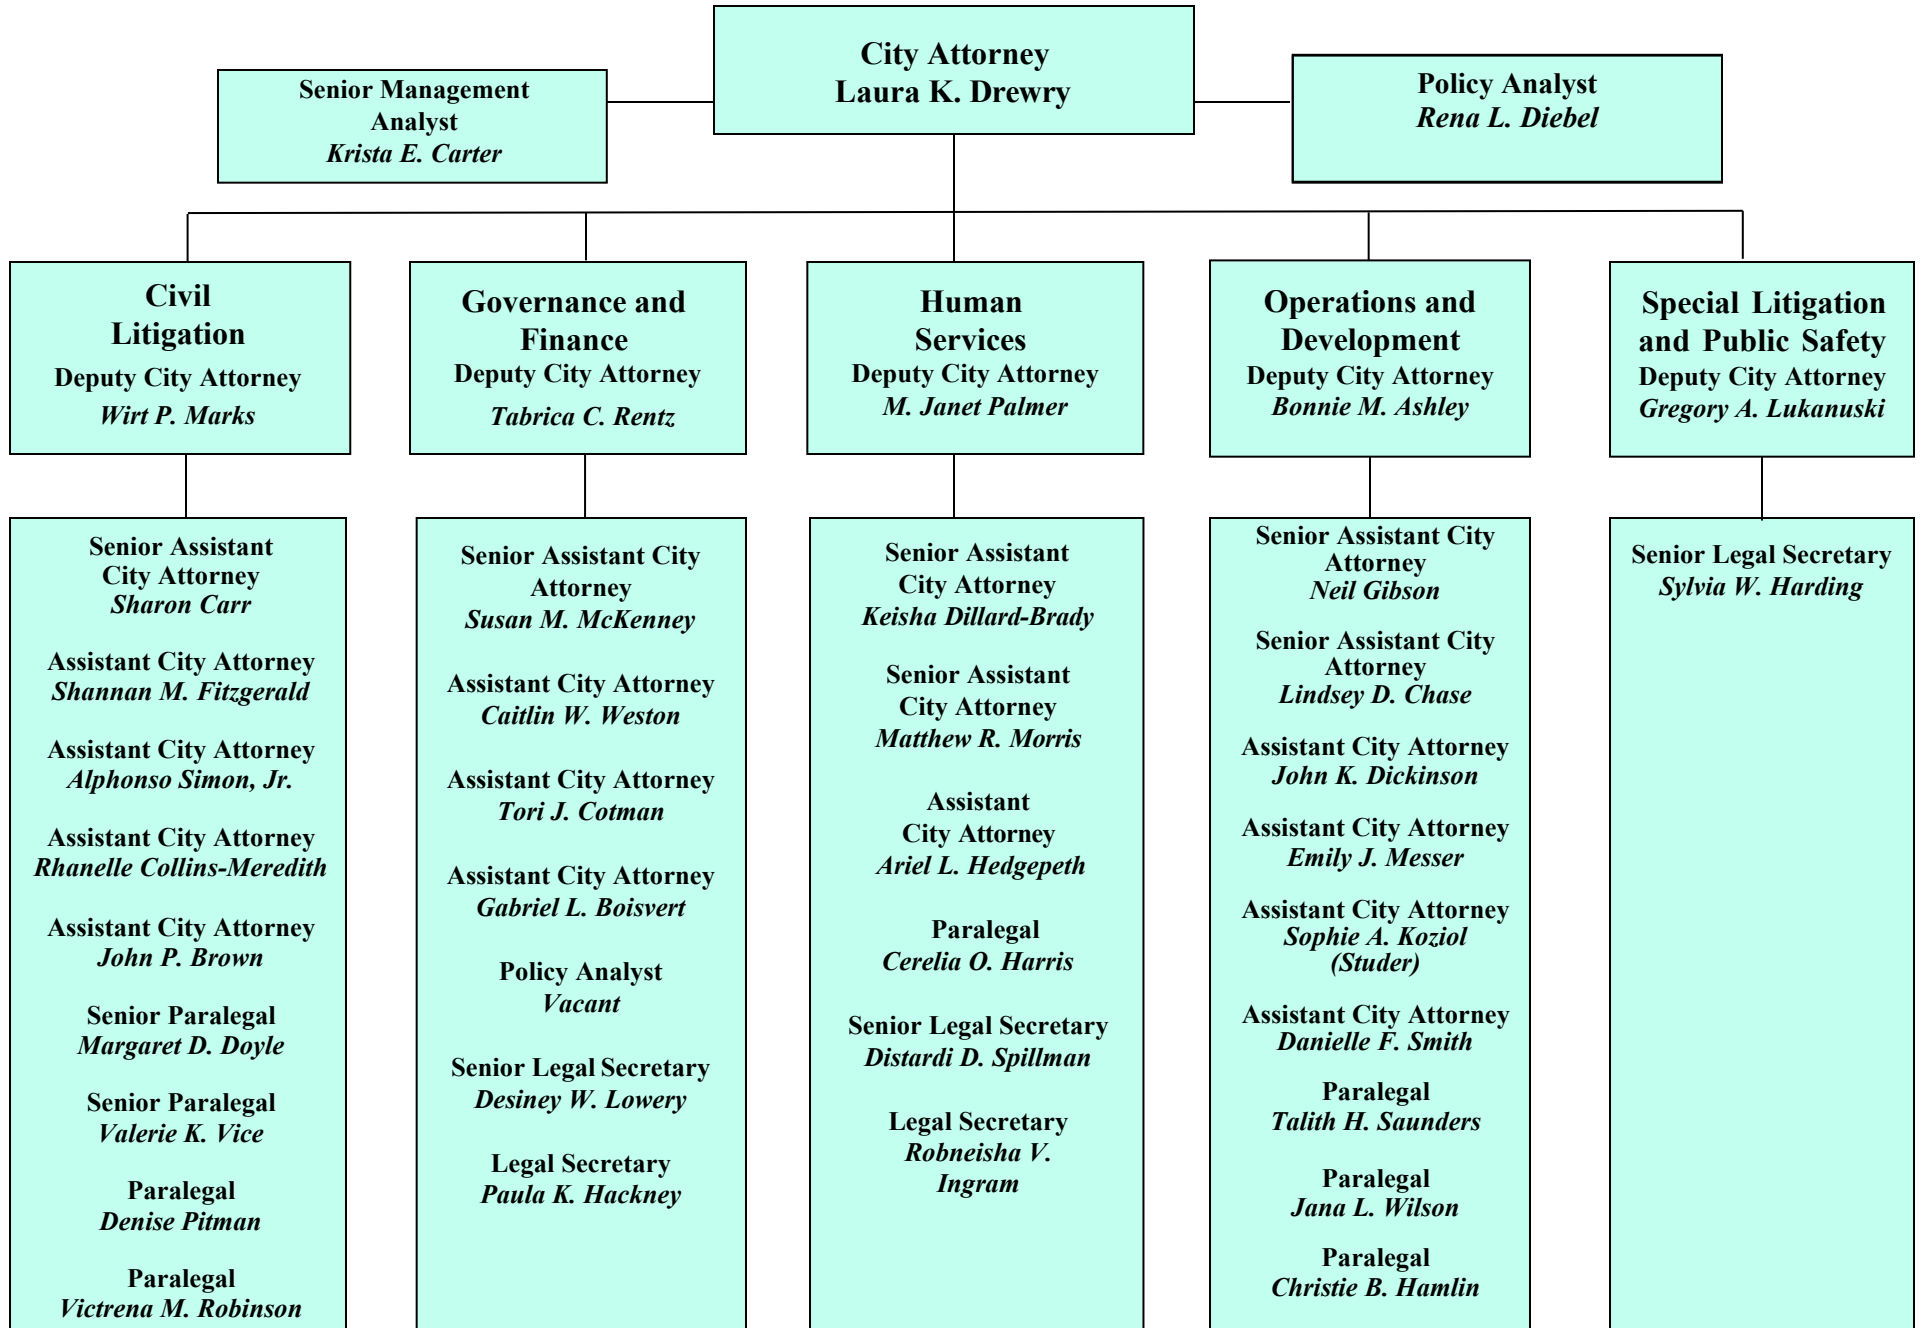 City Attorney
Laura K. Drewry
Senior Management
Analyst
Krista E. Carter
Policy Analyst
Rena L. Diebel
Civil
Litigation
Deputy City Attorney
Wirt P. Marks
Governance and
Finance
Deputy City Attorney
Tabrica C. Rentz
Human
Services
Deputy City Attorney
M. Janet Palmer
Operations and
Development
Deputy City Attorney
Bonnie M. Ashley
Special Litigation
and Public Safety
Deputy City Attorney
Gregory A. Lukanuski
Senior Assistant
City Attorney
Sharon Carr
Assistant City Attorney
Shannan M. Fitzgerald
Assistant City Attorney
Alphonso Simon, Jr.
Assistant City Attorney
Rhanelle Collins-Meredith
Assistant City Attorney
John P. Brown
Senior Paralegal
Margaret D. Doyle
Senior Paralegal
Valerie K. Vice
Paralegal
Denise Pitman
Paralegal
Victrena M. Robinson
Senior Assistant City
Attorney
Susan M. McKenney
Assistant City Attorney
Caitlin W. Weston
Assistant City Attorney
Tori J. Cotman
Assistant City Attorney
Gabriel L. Boisvert
Policy Analyst
Vacant
Senior Legal Secretary
Desiney W. Lowery
Legal Secretary
Paula K. Hackney
Senior Assistant
City Attorney
Keisha Dillard-Brady
Senior Assistant
City Attorney
Matthew R. Morris
Assistant
City Attorney
Ariel L. Hedgepeth
Paralegal
Cerelia O. Harris
Senior Legal Secretary
Distardi D. Spillman
Legal Secretary
Robneisha V.
Ingram
Senior Assistant City
Attorney
Neil Gibson
Senior Assistant City
Attorney
Lindsey D. Chase
Assistant City Attorney
John K. Dickinson
Assistant City Attorney
Emily J. Messer
Assistant City Attorney
Sophie A. Koziol
(Studer)
Assistant City Attorney
Danielle F. Smith
Paralegal
Talith H. Saunders
Paralegal
Jana L. Wilson
Paralegal
Christie B. Hamlin
Senior Legal Secretary
Sylvia W. Harding